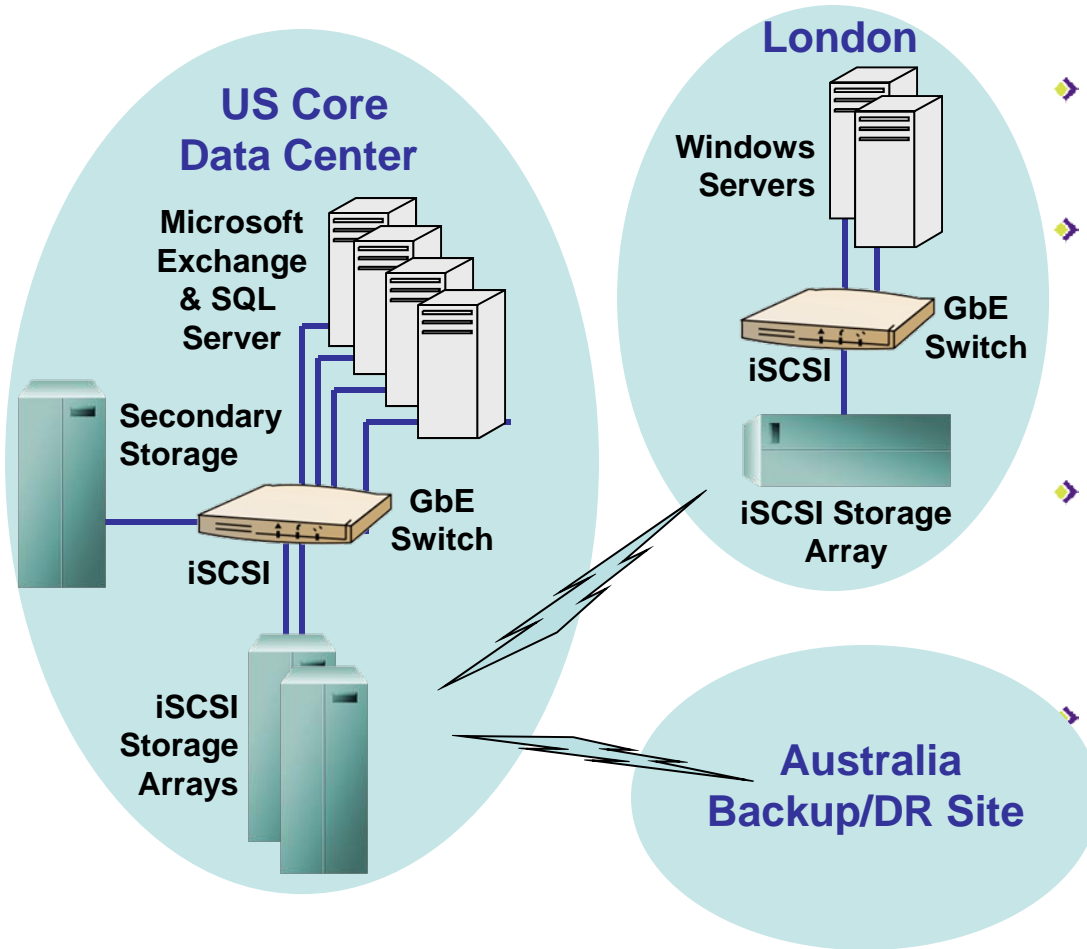 US Core
Data Center
Microsoft
Exchange
& SQL
Server
Secondary
Storage
GbE
Switch
iSCSI
iSCSI
Storage
Arrays
London
Windows
Servers
GbE
Switch
iSCSI
iSCSI Storage
Array
Australia
Backup/DR Site